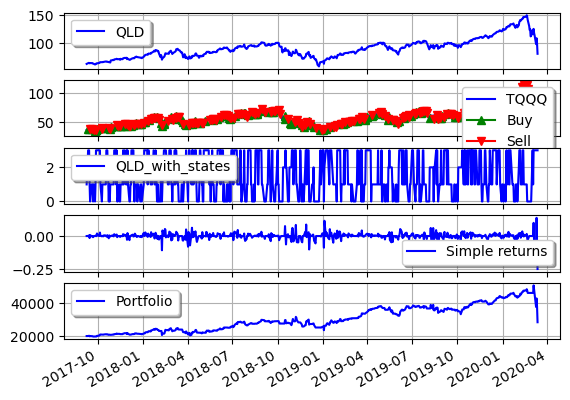 150
100
QLD
100
50
TQQQ
Buy
Sell
2
0
QLD_with_states
0.00
−0.25
Simple returns
40000
20000
Portfolio
2017-10 2018-01 2018-04 2018-07 2018-10 2019-01 2019-04 2019-07 2019-10 2020-01 2020-04